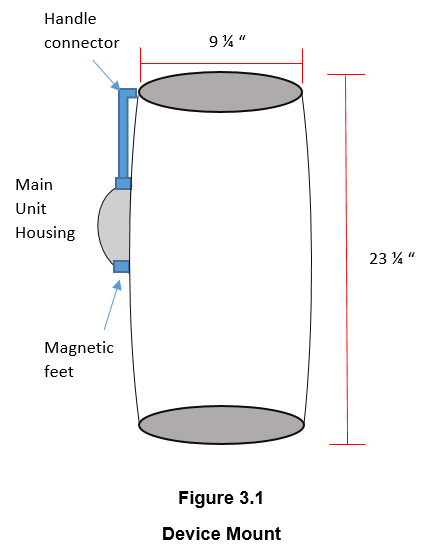 Handle
connector
9 ¼ “
Main
Unit
Housing
23 ¼ “
Magnetic
feet
Figure 3.1
Device Mount